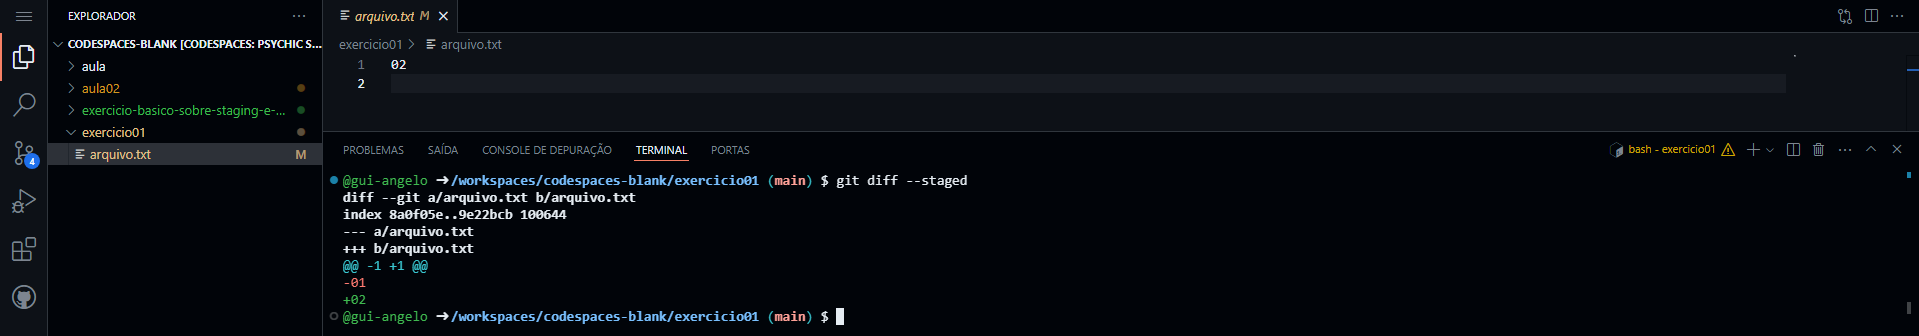 EXPLORADOR
CODESPACES-BLANK [CODESPACES: PSYCHIC S...
aula
aula02
exercicio-basico-sobre-staging-e-...
exercicio01
arquivo.txt M
4
arquivo.txt M
exercicio01 > arquivo.txt
1 02
2
PROBLEMAS SAÍDA CONSOLE DE DEPURAÇÃO TERMINAL PORTAS
bash - exercicio01
@gui-angelo ➜/workspaces/codespaces-blank/exercicio01 (main) $ git diff --staged
diff --git a/arquivo.txt b/arquivo.txt
index 8a0f05e..9e22bcb 100644
--- a/arquivo.txt
+++ b/arquivo.txt
@@ -1 +1 @@
-01
+02
@gui-angelo ➜/workspaces/codespaces-blank/exercicio01 (main) $